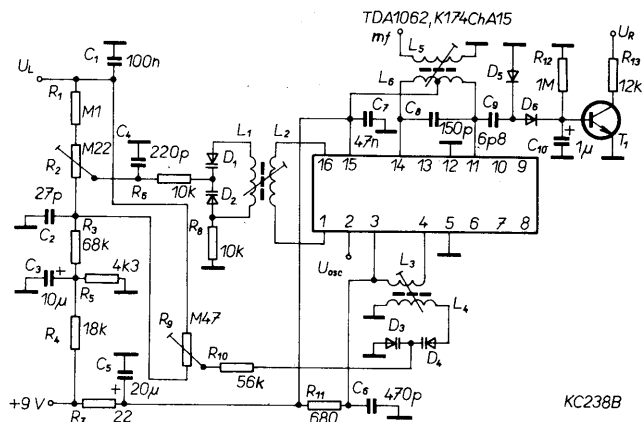 TDA1062, K174ChA15
mf
L5
L6
UL
C1
100n
R1
M1
C4
220p
R2
M22
R6
10k
27p
C2
R3
68k
C3
10µ
4k3
R5
R4
18k
C5
20µ
+9 V
R7
22
L1
L2
D1
D2
R8
10k
R9
M47
R10
56k
R11
680
C6
470p
C7
47n
C8
150p
C9
6p8
D5
D6
R12
1M
UR
R13
12k
C10
1µ
T1
16 15 14 13 12 11 10 9
1 2 3 4 5 6 7 8
Uosc
L3
L4
D3
D4
KC238B